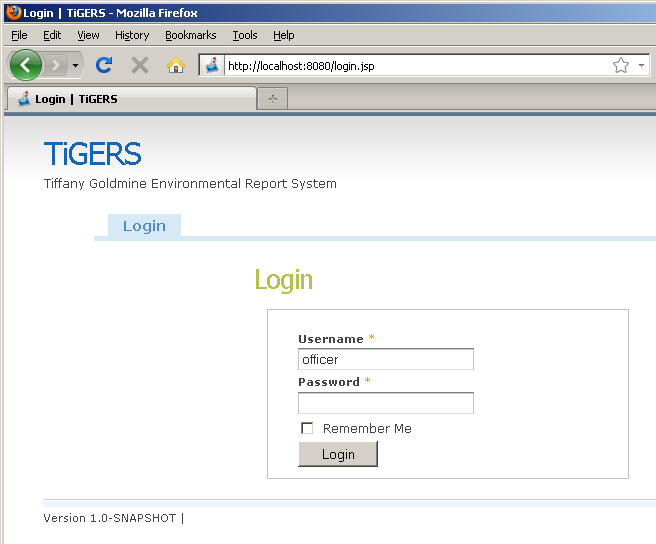 Login | TiGERS - Mozilla Firefox
File Edit View History Bookmarks Tools Help
http://localhost:8080/login.jsp
Login | TiGERS
TiGERS
Tiffany Goldmine Environmental Report System
Login
Login
Username *
officer
Password *
Remember Me
Login
Version 1.0-SNAPSHOT |